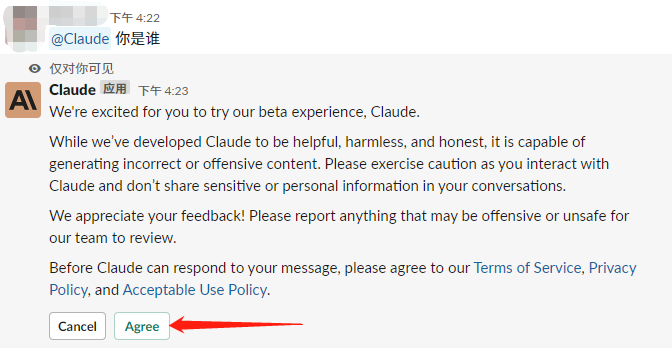 下午 4:22
@Claude 你是谁
仅对你可见
Claude 应用 下午 4:23
We're excited for you to try our beta experience, Claude.
While we’ve developed Claude to be helpful, harmless, and honest, it is capable of
generating incorrect or offensive content. Please exercise caution as you interact with
Claude and don’t share sensitive or personal information in your conversations.
We appreciate your feedback! Please report anything that may be offensive or unsafe for
our team to review.
Before Claude can respond to your message, please agree to our Terms of Service, Privacy
Policy, and Acceptable Use Policy.
Cancel Agree